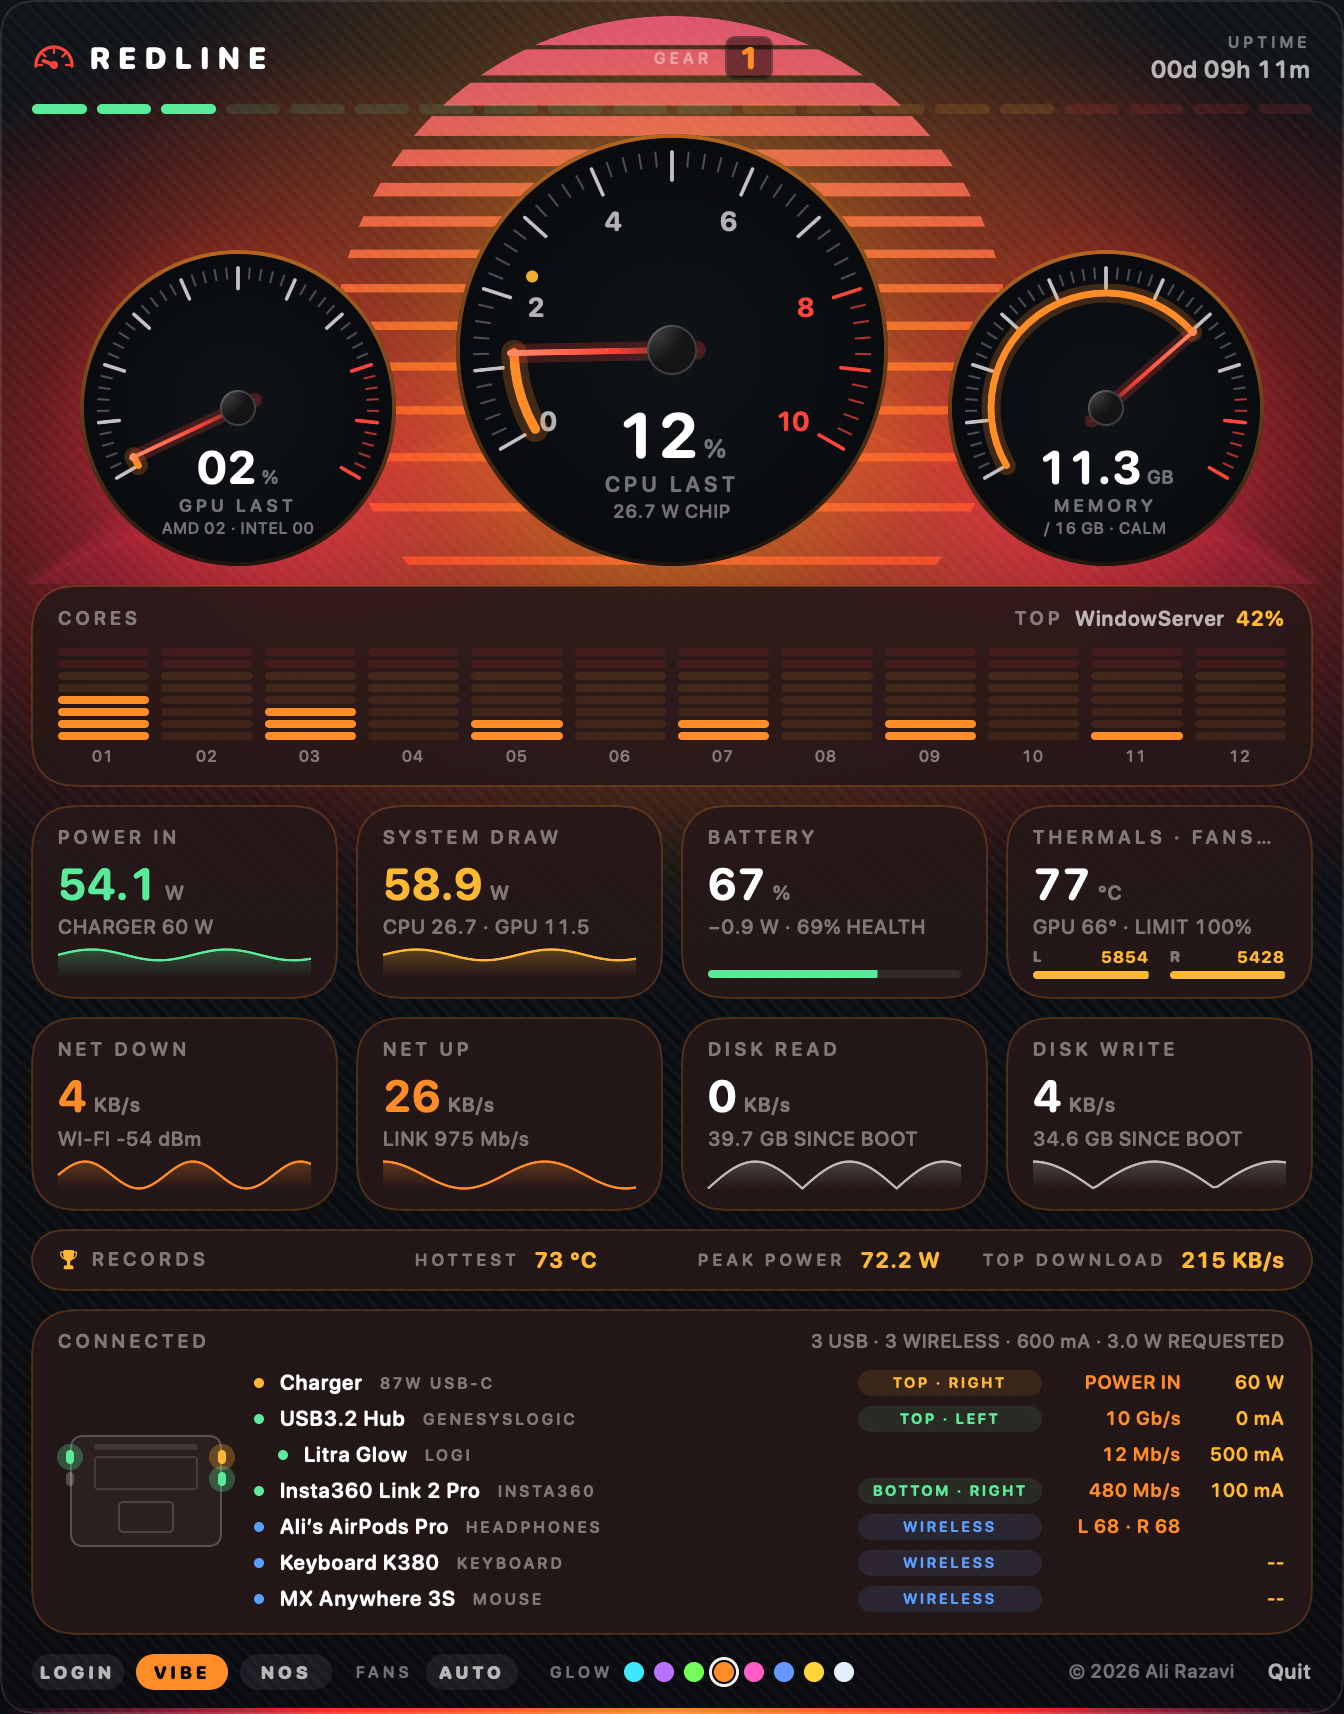 REDLINE
GEAR 1
UPTIME
00d 09h 11m
4 6
2 8
0 10
12 %
CPU LAST
26.7 W CHIP
02 %
GPU LAST
AMD 02 · INTEL 00
11.3 GB
MEMORY
/ 16 GB · CALM
CORES TOP WindowServer 42%
01 02 03 04 05 06 07 08 09 10 11 12
POWER IN
54.1 W
CHARGER 60 W
SYSTEM DRAW
58.9 W
CPU 26.7 · GPU 11.5
BATTERY
67 %
−0.9 W · 69% HEALTH
THERMALS · FANS...
77 °C
GPU 66° · LIMIT 100%
L 5854 R 5428
NET DOWN
4 KB/s
WI-FI -54 dBm
NET UP
26 KB/s
LINK 975 Mb/s
DISK READ
0 KB/s
39.7 GB SINCE BOOT
DISK WRITE
4 KB/s
34.6 GB SINCE BOOT
RECORDS HOTTEST 73 °C PEAK POWER 72.2 W TOP DOWNLOAD 215 KB/s
CONNECTED 3 USB · 3 WIRELESS · 600 mA · 3.0 W REQUESTED
Charger 87W USB-C TOP · RIGHT POWER IN 60 W
USB3.2 Hub GENESYSLOGIC TOP · LEFT 10 Gb/s 0 mA
Litra Glow LOGI 12 Mb/s 500 mA
Insta360 Link 2 Pro INSTA360 BOTTOM · RIGHT 480 Mb/s 100 mA
Ali's AirPods Pro HEADPHONES WIRELESS L 68 · R 68
Keyboard K380 KEYBOARD WIRELESS --
MX Anywhere 3S MOUSE WIRELESS --
LOGIN VIBE NOS FANS AUTO GLOW © 2026 Ali Razavi Quit